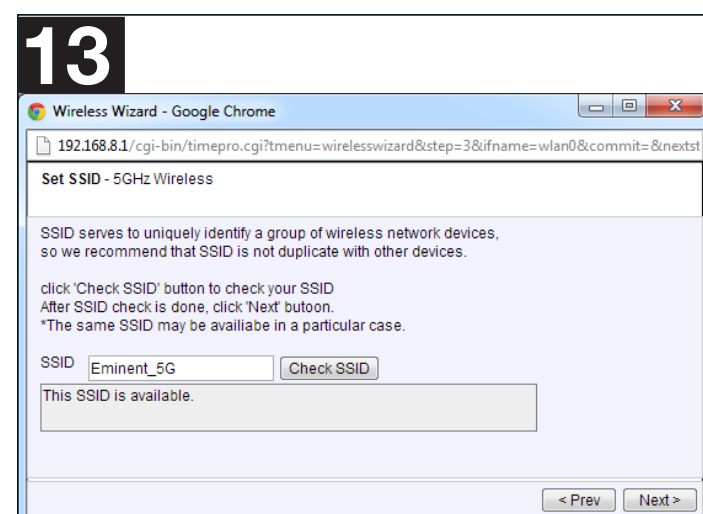 13
Wireless Wizard - Google Chrome
192.168.8.1/cgi-bin/timepro.cgi?tmenu=wirelesswizard&step=3&ifname=wlan0&commit=&nextst
Set SSID - 5GHz Wireless
SSID serves to uniquely identify a group of wireless network devices,
so we recommend that SSID is not duplicate with other devices.
click 'Check SSID' button to check your SSID
After SSID check is done, click 'Next' butoon.
*The same SSID may be availiabe in a particular case.
SSID Eminent_5G Check SSID
This SSID is available.
< Prev Next >